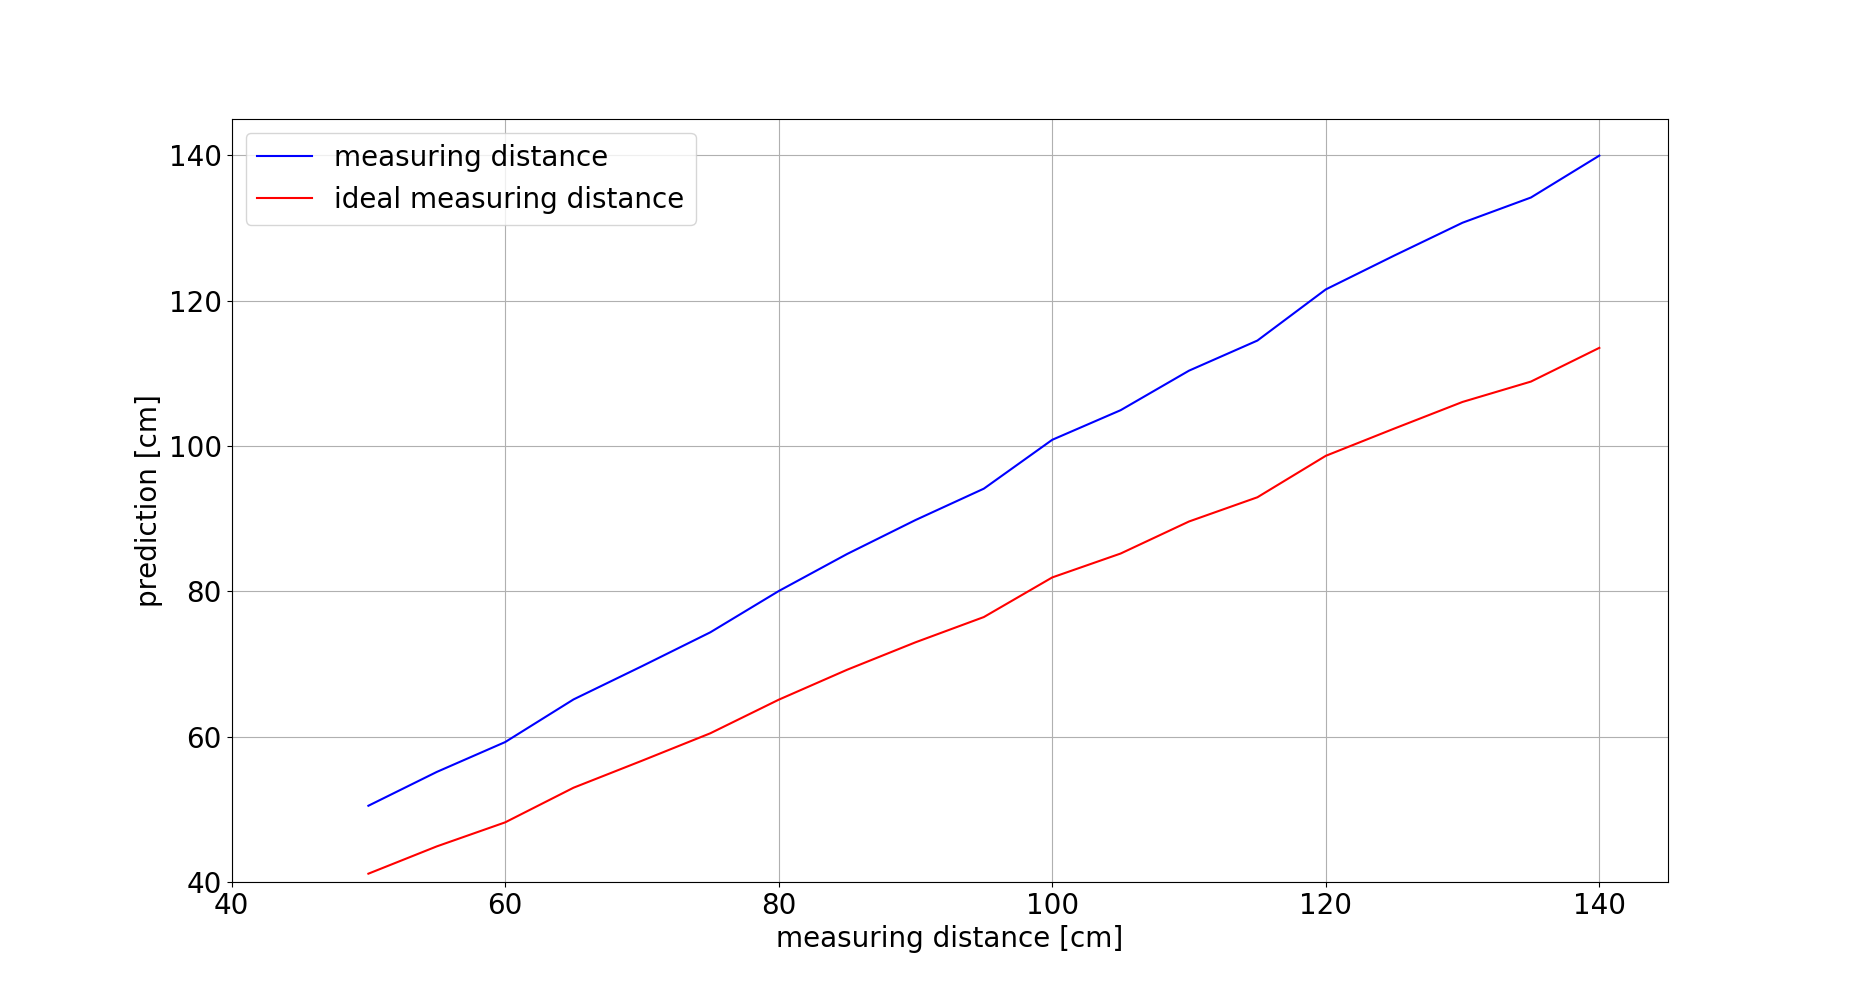 measuring distance
ideal measuring distance
140
120
100
80
60
40
prediction [cm]
40 60 80 100 120 140
measuring distance [cm]